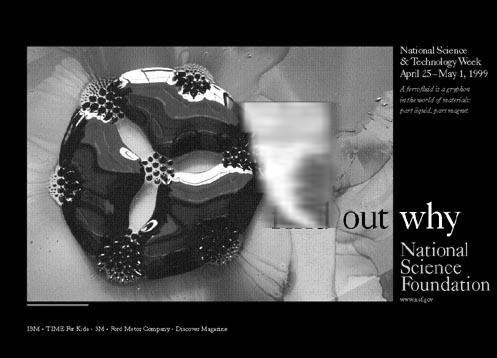 National Science
& Technology Week
April 25–May 1, 1999
A ferrofluid is a gryphon
in the world of materials:
part liquid, part magnet.
out why
National
Science
Foundation
www.nsf.gov
IBM • TIME For Kids • 3M • Ford Motor Company • Discover Magazine